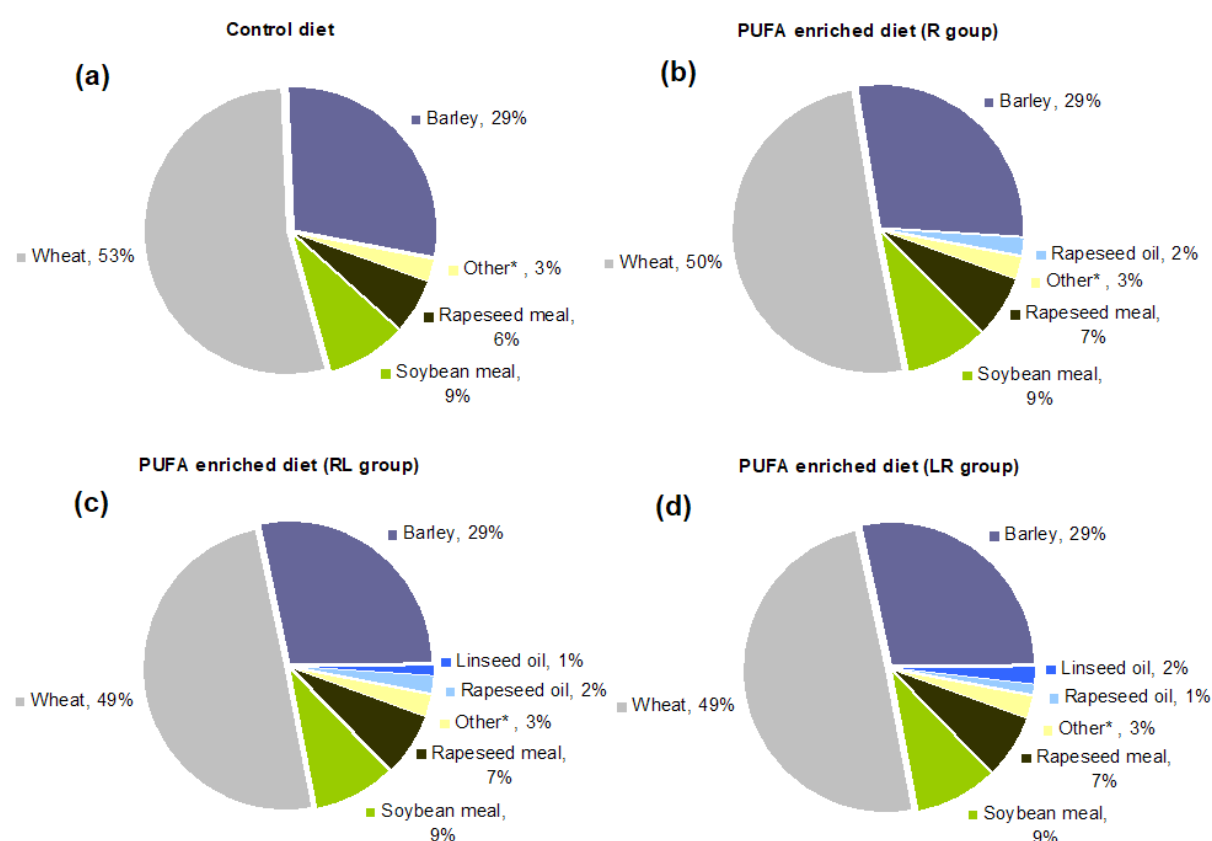 Control diet
(a)
Barley, 29%
Wheat, 53%
Other* , 3%
Rapeseed meal,
6%
Soybean meal,
9%
PUFA enriched diet (R goup)
(b)
Barley, 29%
Wheat, 50%
Rapeseed oil, 2%
Other* , 3%
Rapeseed meal,
7%
Soybean meal,
9%
PUFA enriched diet (RL group)
(c)
Barley, 29%
Wheat, 49%
Linseed oil, 1%
Rapeseed oil, 2%
Other* , 3%
Rapeseed meal,
7%
Soybean meal,
9%
PUFA enriched diet (LR group)
(d)
Barley, 29%
Wheat, 49%
Linseed oil, 2%
Rapeseed oil, 1%
Other* , 3%
Rapeseed meal,
7%
Soybean meal,
9%